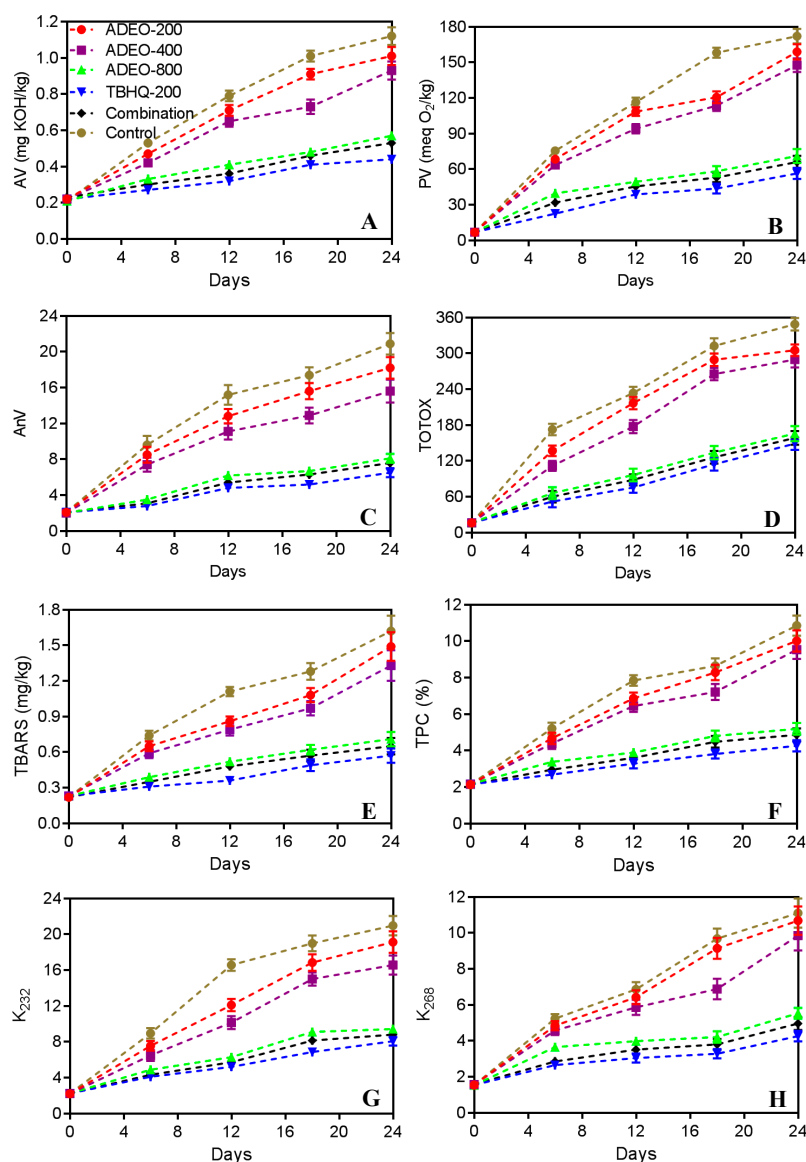 AV (mg KOH/kg)
1.2
1.0
0.8
0.6
0.4
0.2
0.0
ADEO-200
ADEO-400
ADEO-800
TBHQ-200
Combination
Control
A
0 4 8 12 16 20 24
Days
PV (meq O2/kg)
180
150
120
90
60
30
0
B
0 4 8 12 16 20 24
Days
AnV
24
20
16
12
8
4
0
C
0 4 8 12 16 20 24
Days
TOTOX
360
300
240
180
120
60
0
D
0 4 8 12 16 20 24
Days
TBARS (mg/kg)
1.8
1.5
1.2
0.9
0.6
0.3
0.0
E
0 4 8 12 16 20 24
Days
TPC (%)
12
10
8
6
4
2
0
F
0 4 8 12 16 20 24
Days
K232
24
20
16
12
8
4
0
G
0 4 8 12 16 20 24
Days
K268
12
10
8
6
4
2
0
H
0 4 8 12 16 20 24
Days